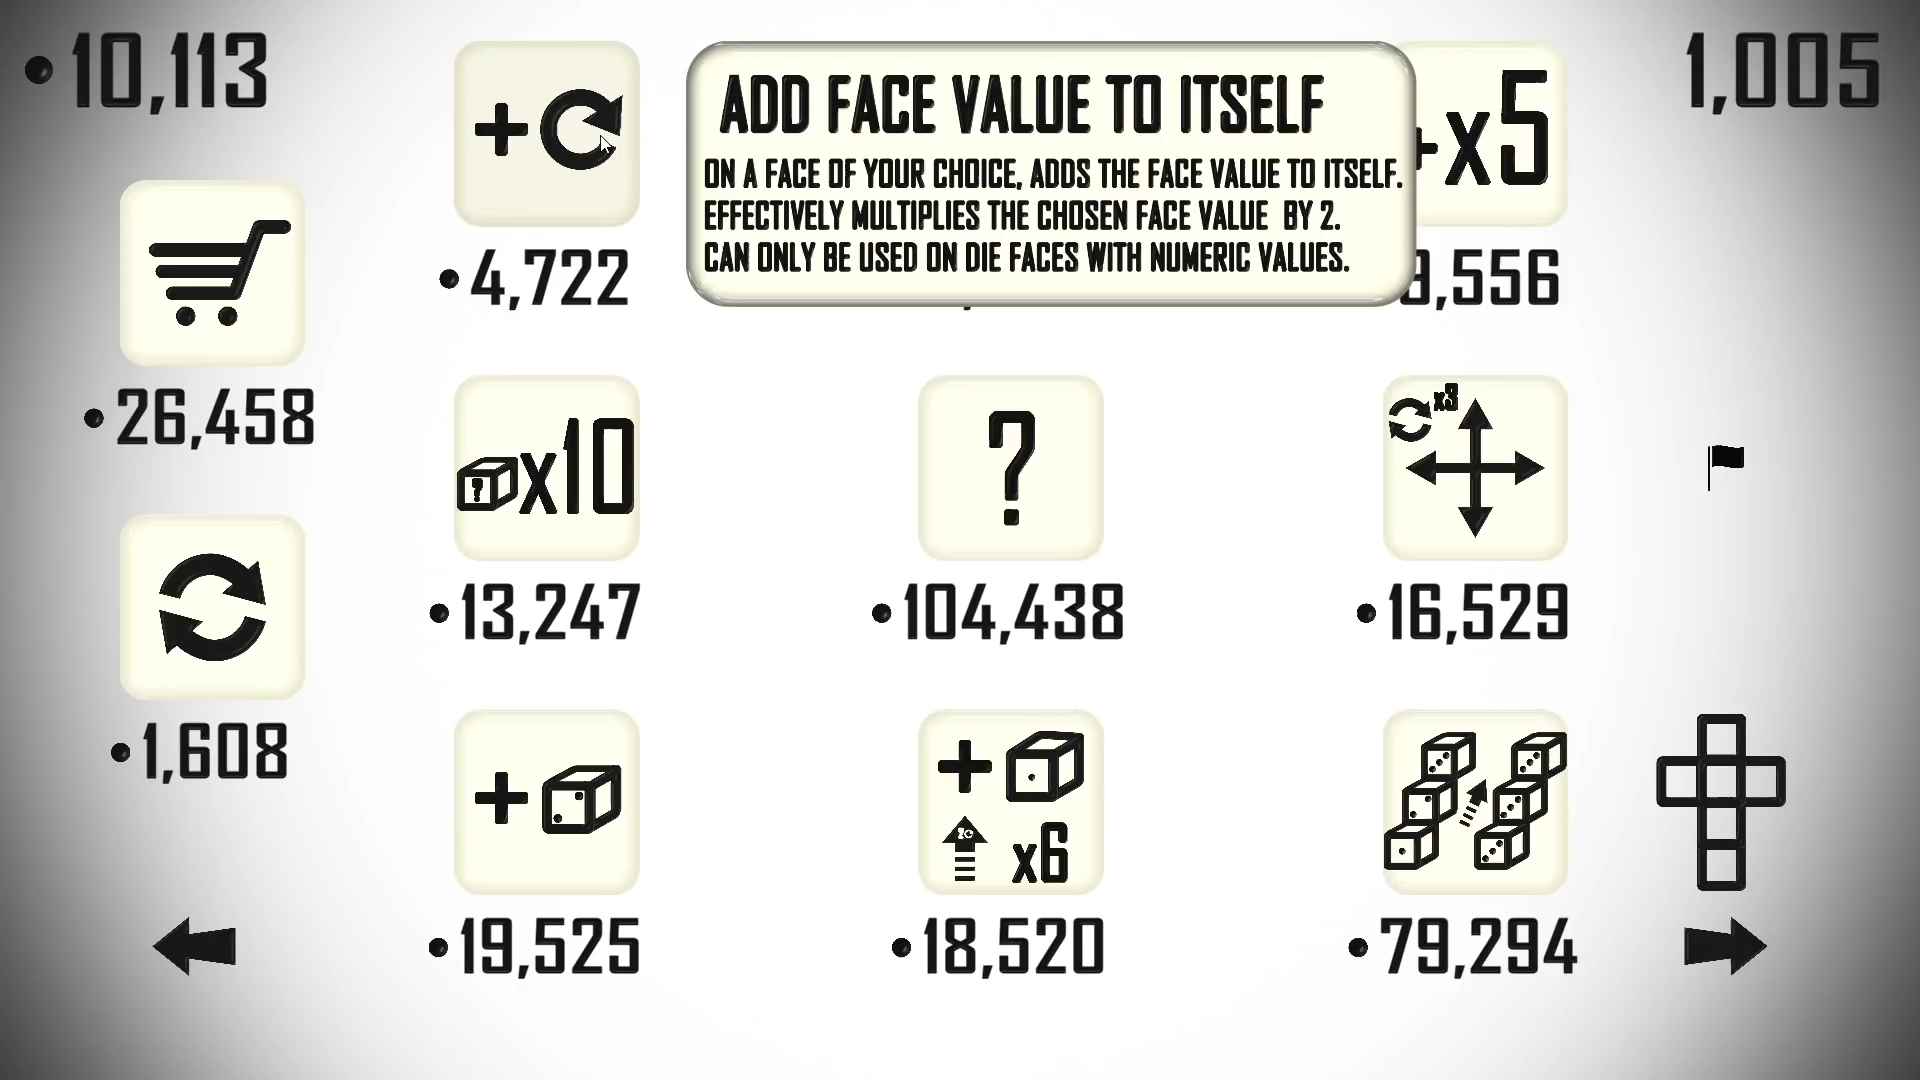 10,113
1,005
ADD FACE VALUE TO ITSELF
ON A FACE OF YOUR CHOICE, ADDS THE FACE VALUE TO ITSELF.
EFFECTIVELY MULTIPLIES THE CHOSEN FACE VALUE BY 2.
CAN ONLY BE USED ON DIE FACES WITH NUMERIC VALUES.
+
+x5
4,722
,556
26,458
?x10
?
x3
13,247
104,438
16,529
1,608
+
+
x6
19,525
18,520
79,294